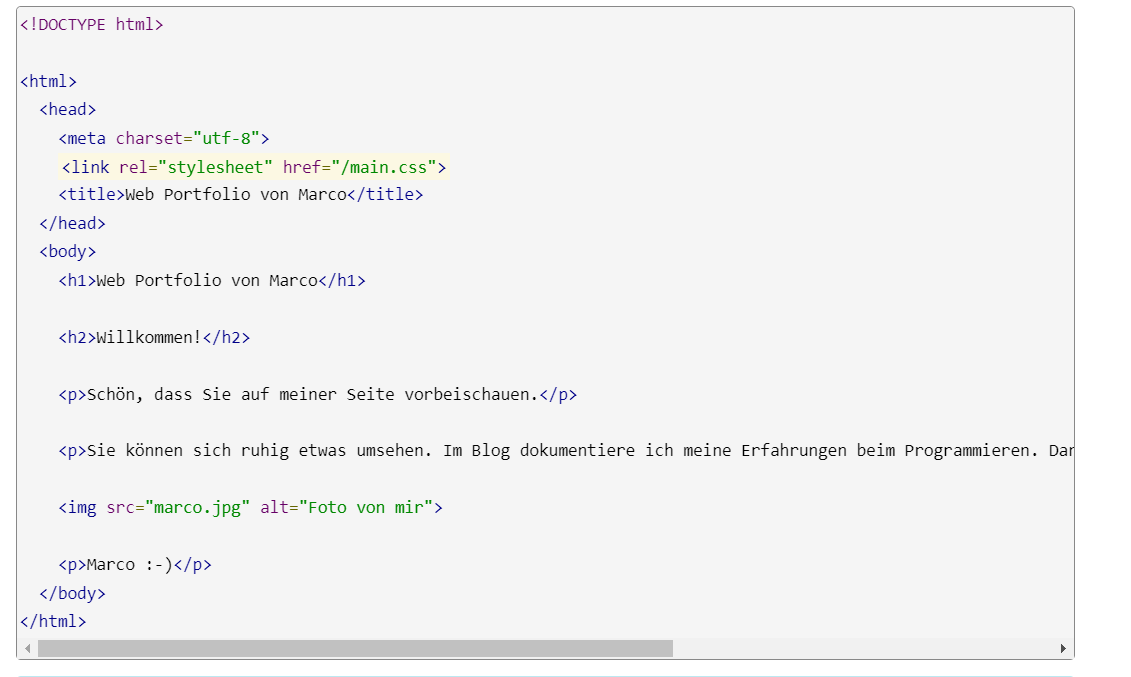 <!DOCTYPE html>
<html>
<head>
<meta charset="utf-8">
<link rel="stylesheet" href="/main.css">
<title>Web Portfolio von Marco</title>
</head>
<body>
<h1>Web Portfolio von Marco</h1>
<h2>Willkommen!</h2>
<p>Schön, dass Sie auf meiner Seite vorbeischauen.</p>
<p>Sie können sich ruhig etwas umsehen. Im Blog dokumentiere ich meine Erfahrungen beim Programmieren.
<img src="marco.jpg" alt="Foto von mir">
<p>Marco :-)</p>
</body>
</html>